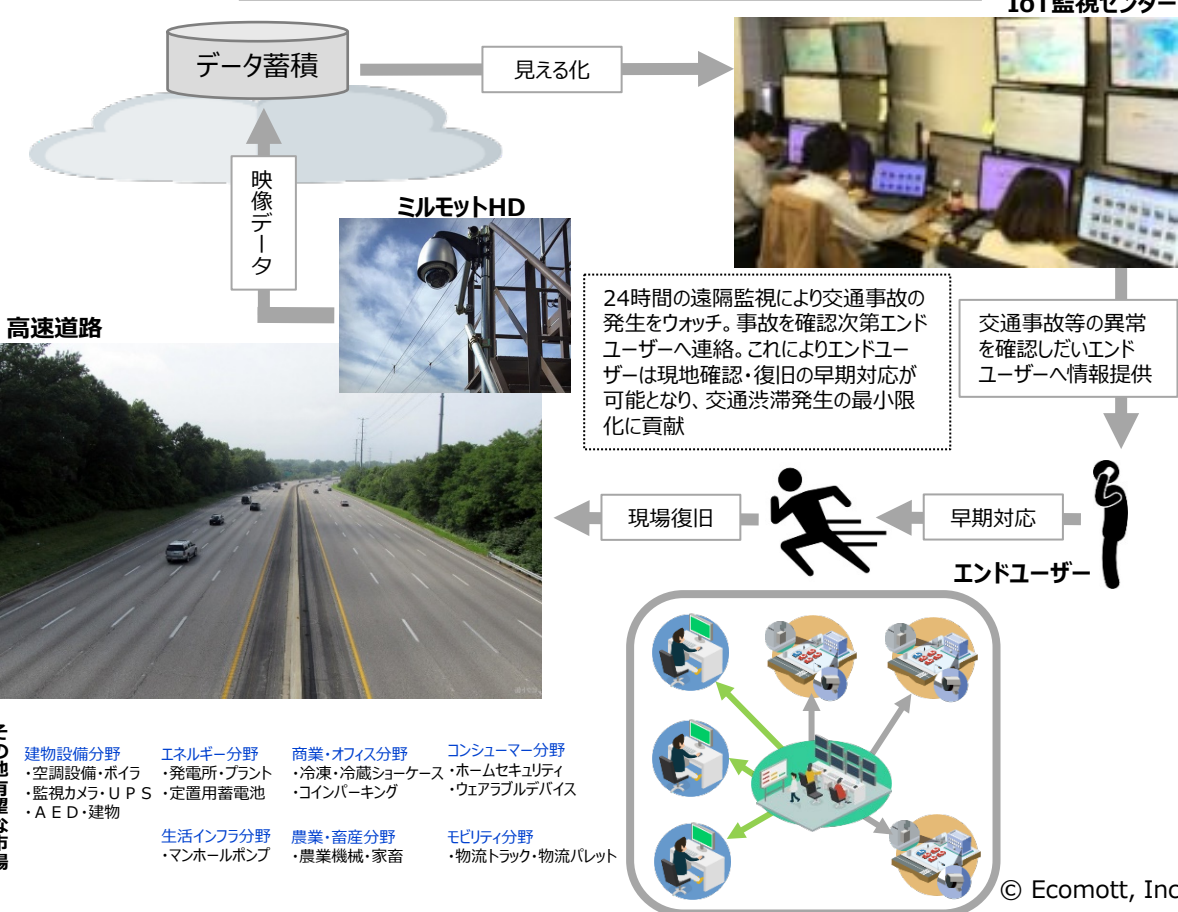 IoT監視センター
データ蓄積
見える化
映像データ
ミルモットHD
高速道路
24時間の遠隔監視により交通事故の
発生をウォッチ。事故を確認次第エンド
ユーザーへ連絡。これによりエンドユー
ザーは現地確認・復旧の早期対応が
可能となり、交通渋滞発生の最小限
化に貢献
交通事故等の異常
を確認しだいエンド
ユーザーへ情報提供
現場復旧
早期対応
エンドユーザー
その他有望な市場
建物設備分野
・空調設備・ボイラ
・監視カメラ・UPS
・AED・建物
エネルギー分野
・発電所・プラント
・定置用蓄電池
商業・オフィス分野
・冷凍・冷蔵ショーケース
・コインパーキング
コンシューマー分野
・ホームセキュリティ
・ウェアラブルデバイス
生活インフラ分野
・マンホールポンプ
農業・畜産分野
・農業機械・家畜
モビリティ分野
・物流トラック・物流パレット
© Ecomott, Inc